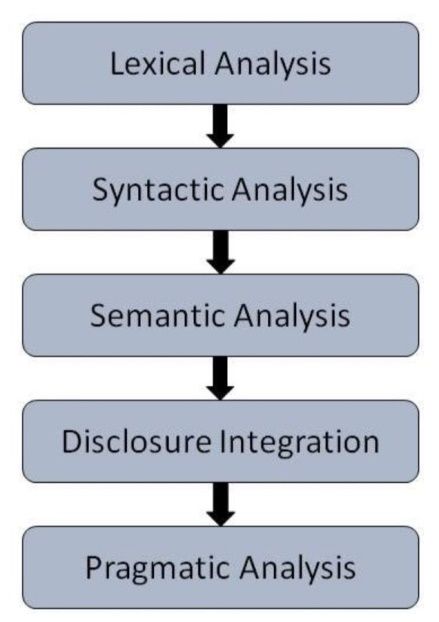 Lexical Analysis
Syntactic Analysis
Semantic Analysis
Disclosure Integration
Pragmatic Analysis